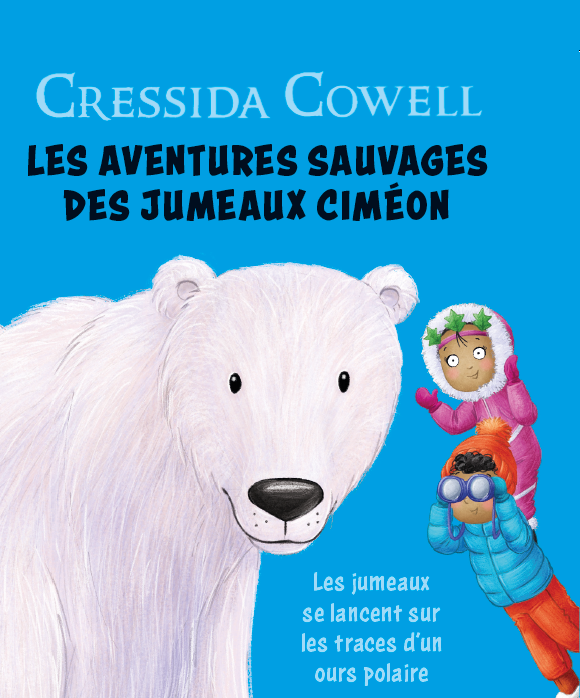 CRESSIDA COWELL
LES AVENTURES SAUVAGES
DES JUMEAUX CIMÉON
Les jumeaux
se lancent sur
les traces d'un
ours polaire